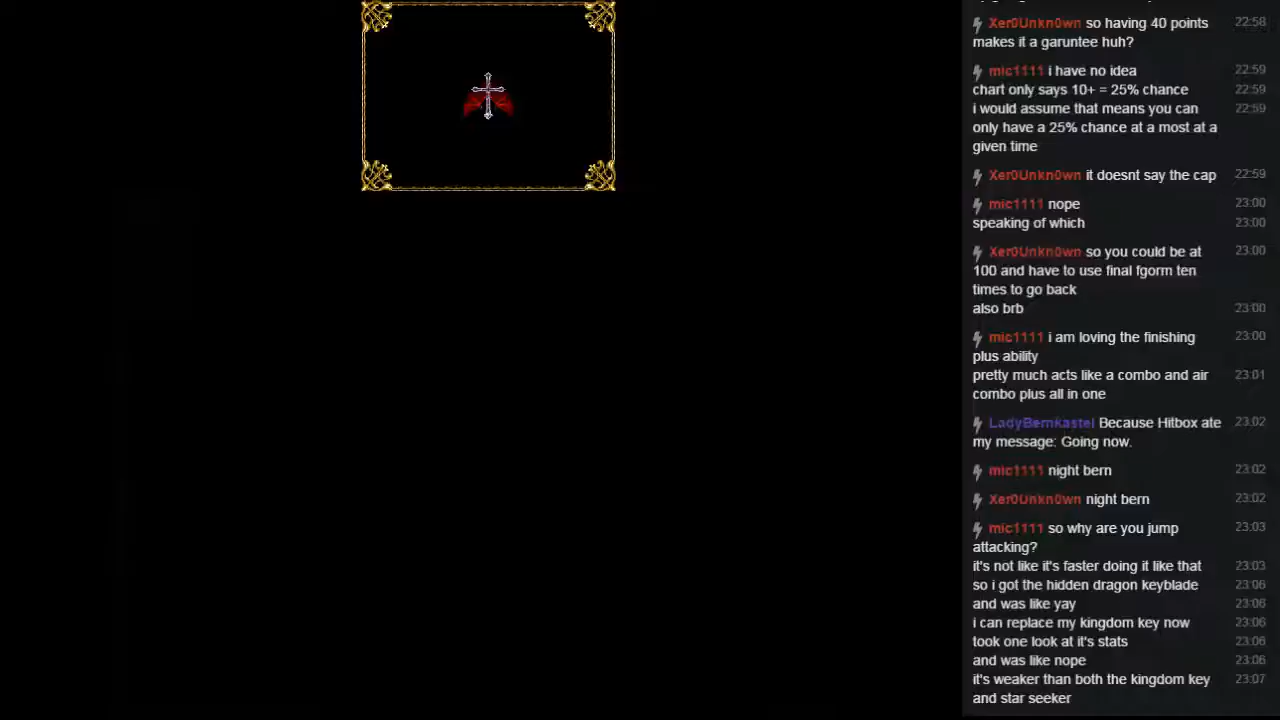 Xer0Unkn0wn so having 40 points 22:58
makes it a garuntee huh?
mic1111 i have no idea 22:59
chart only says 10+ = 25% chance 22:59
i would assume that means you can 22:59
only have a 25% chance at a most at a
given time
Xer0Unkn0wn it doesnt say the cap 22:59
mic1111 nope 23:00
speaking of which 23:00
Xer0Unkn0wn so you could be at 23:00
100 and have to use final fgorm ten
times to go back
also brb 23:00
mic1111 i am loving the finishing 23:00
plus ability
pretty much acts like a combo and air 23:01
combo plus all in one
LadyBernkastel Because Hitbox ate 23:02
my message: Going now.
mic1111 night bern 23:02
Xer0Unkn0wn night bern 23:02
mic1111 so why are you jump 23:03
attacking?
it's not like it's faster doing it like that 23:03
so i got the hidden dragon keyblade 23:06
and was like yay 23:06
i can replace my kingdom key now 23:06
took one look at it's stats 23:06
and was like nope 23:06
it's weaker than both the kingdom key 23:07
and star seeker